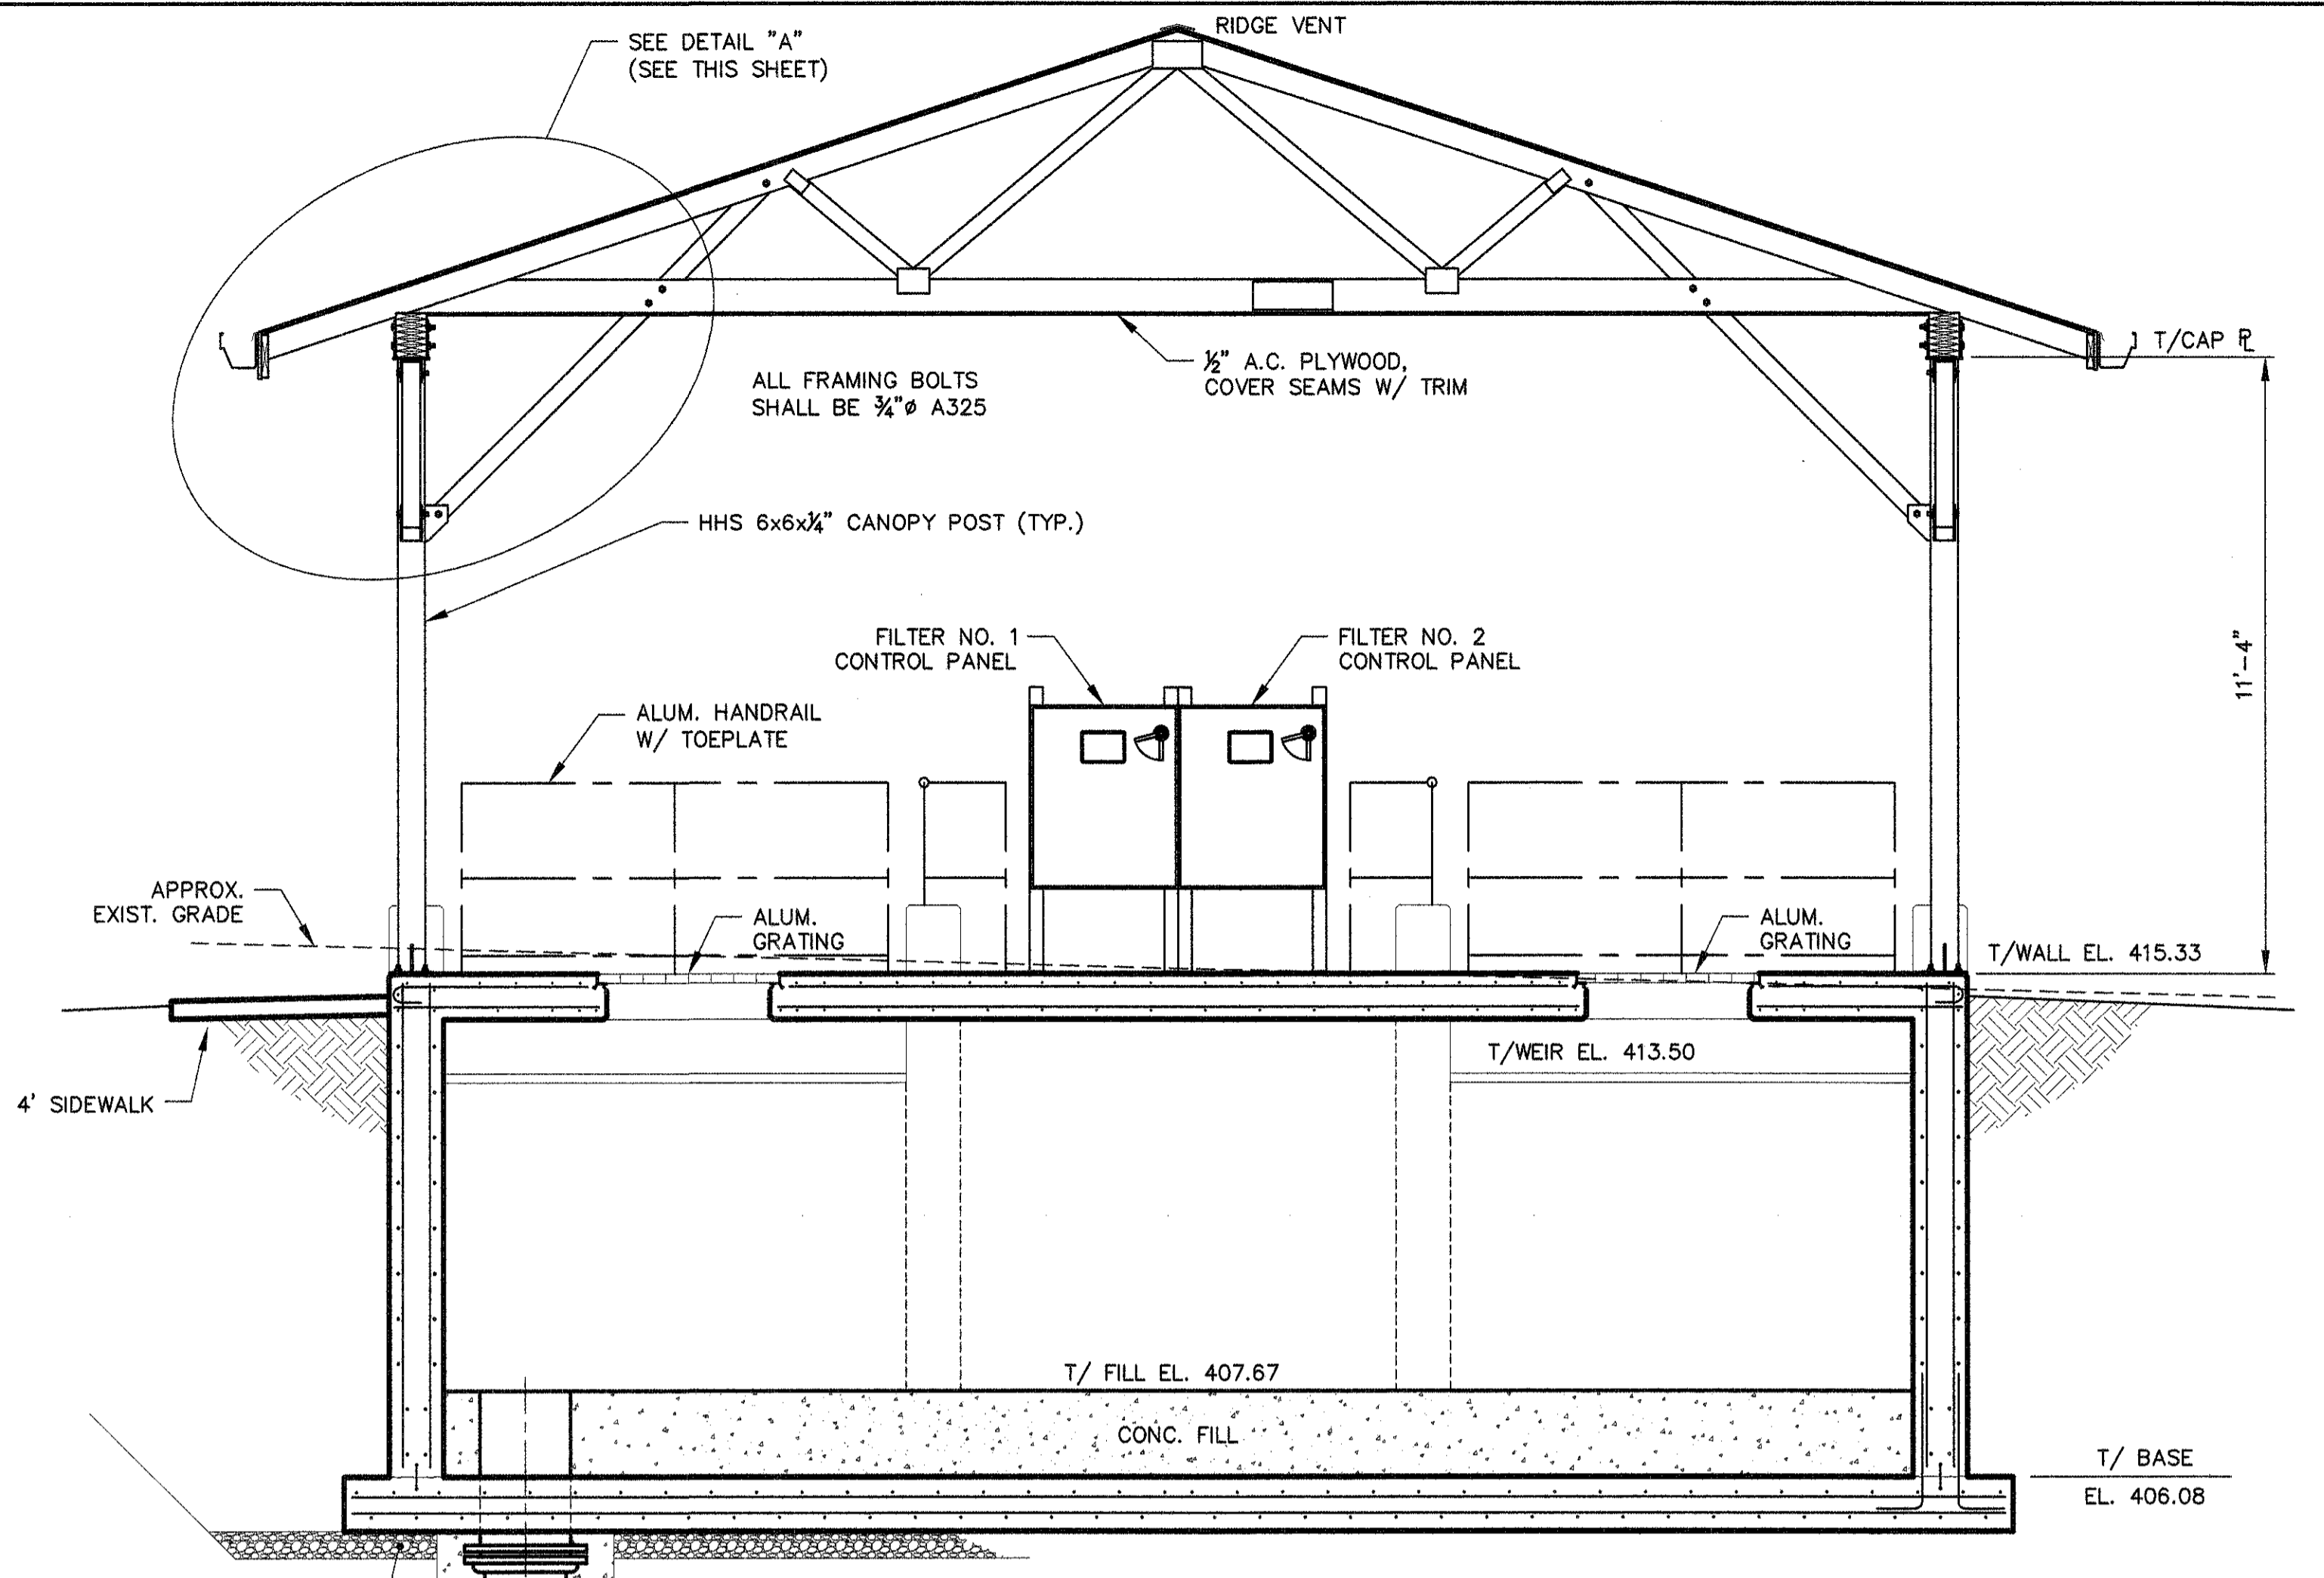 RIDGE VENT
SEE DETAIL "A"
(SEE THIS SHEET)
T/CAP ℄
½" A.C. PLYWOOD,
COVER SEAMS W/ TRIM
ALL FRAMING BOLTS
SHALL BE ¾"ø A325
HHS 6x6x¼" CANOPY POST (TYP.)
11'-4"
FILTER NO. 1
CONTROL PANEL
FILTER NO. 2
CONTROL PANEL
ALUM. HANDRAIL
W/ TOEPLATE
APPROX.
EXIST. GRADE
ALUM.
GRATING
ALUM.
GRATING
T/WALL EL. 415.33
T/WEIR EL. 413.50
4' SIDEWALK
T/ FILL EL. 407.67
CONC. FILL
T/ BASE
EL. 406.08